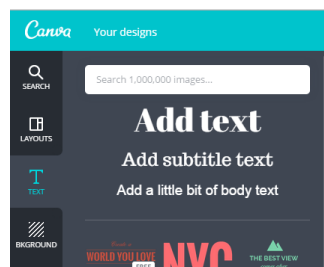 Canva Your designs
Search 1,000,000 images...
SEARCH
LAYOUTS
TEXT
BKGROUND
Add text
Add subtitle text
Add a little bit of body text
WORLD YOU LOVE
FREE
NYC
THE BEST VIEW